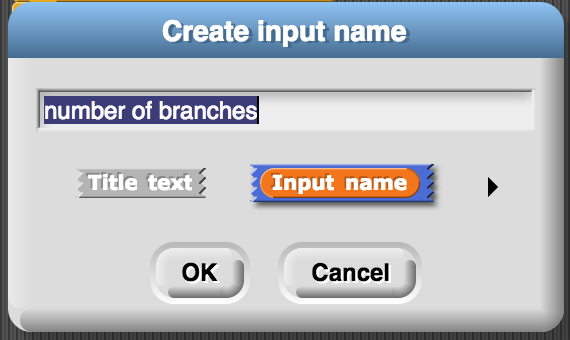 Create input name
number of branches
Title text
Input name
OK
Cancel